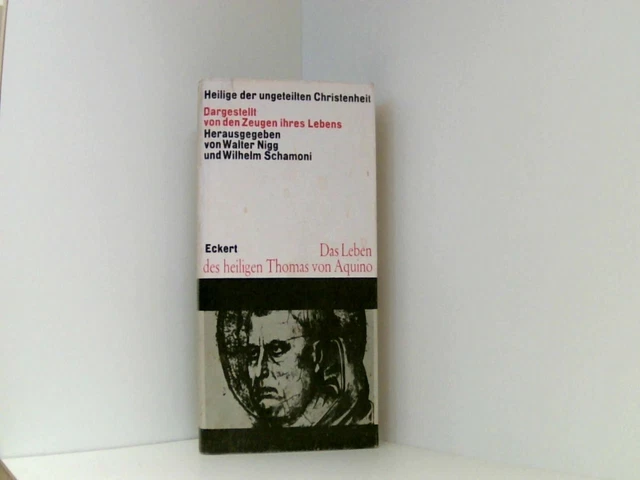 Heilige der ungeteilten Christenheit
Dargestellt
von den Zeugen ihres Lebens
Herausgegeben
von Walter Nigg
und Wilhelm Schamoni
Eckert
Das Leben
des heiligen Thomas von Aquino